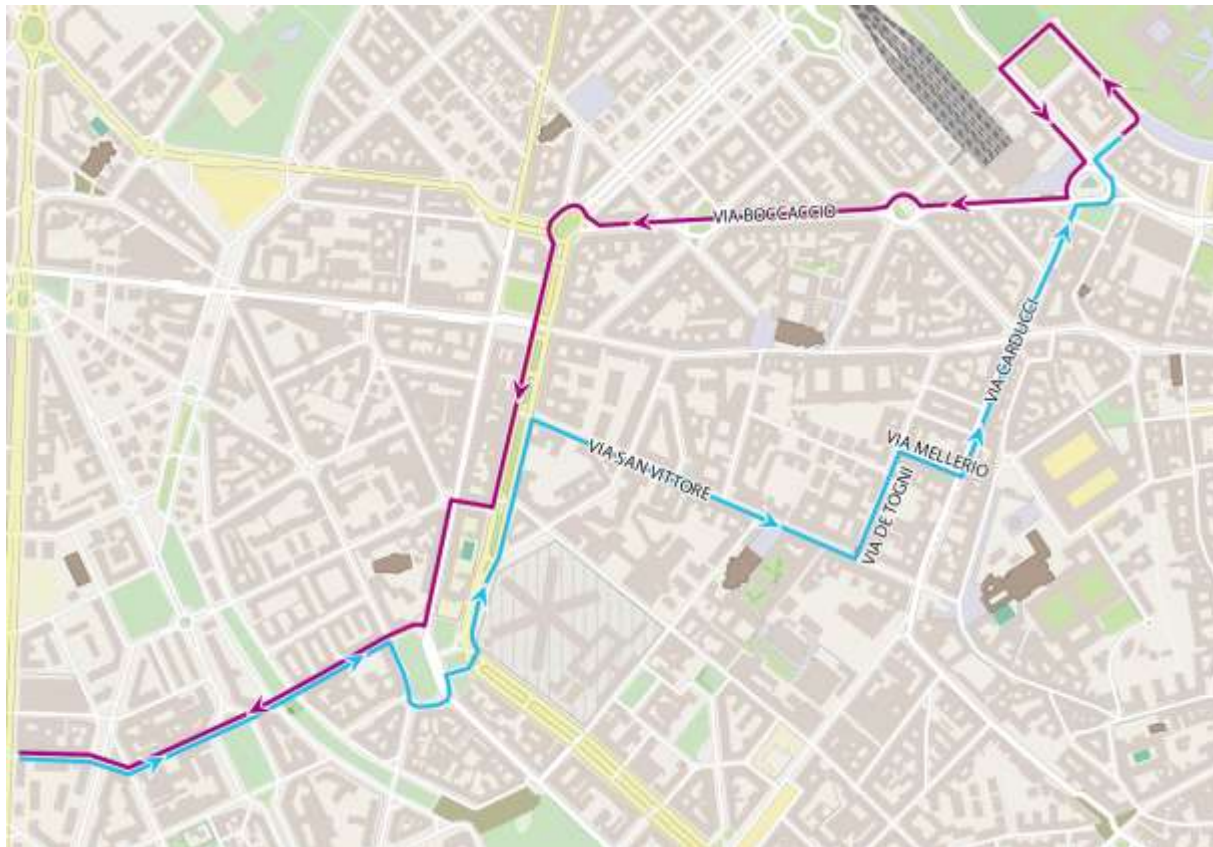 VIA BOCCACCIO
VIA CARDUCCI
VIA SAN VITTORE
VIA MELLERIO
VIA DE TOGNI